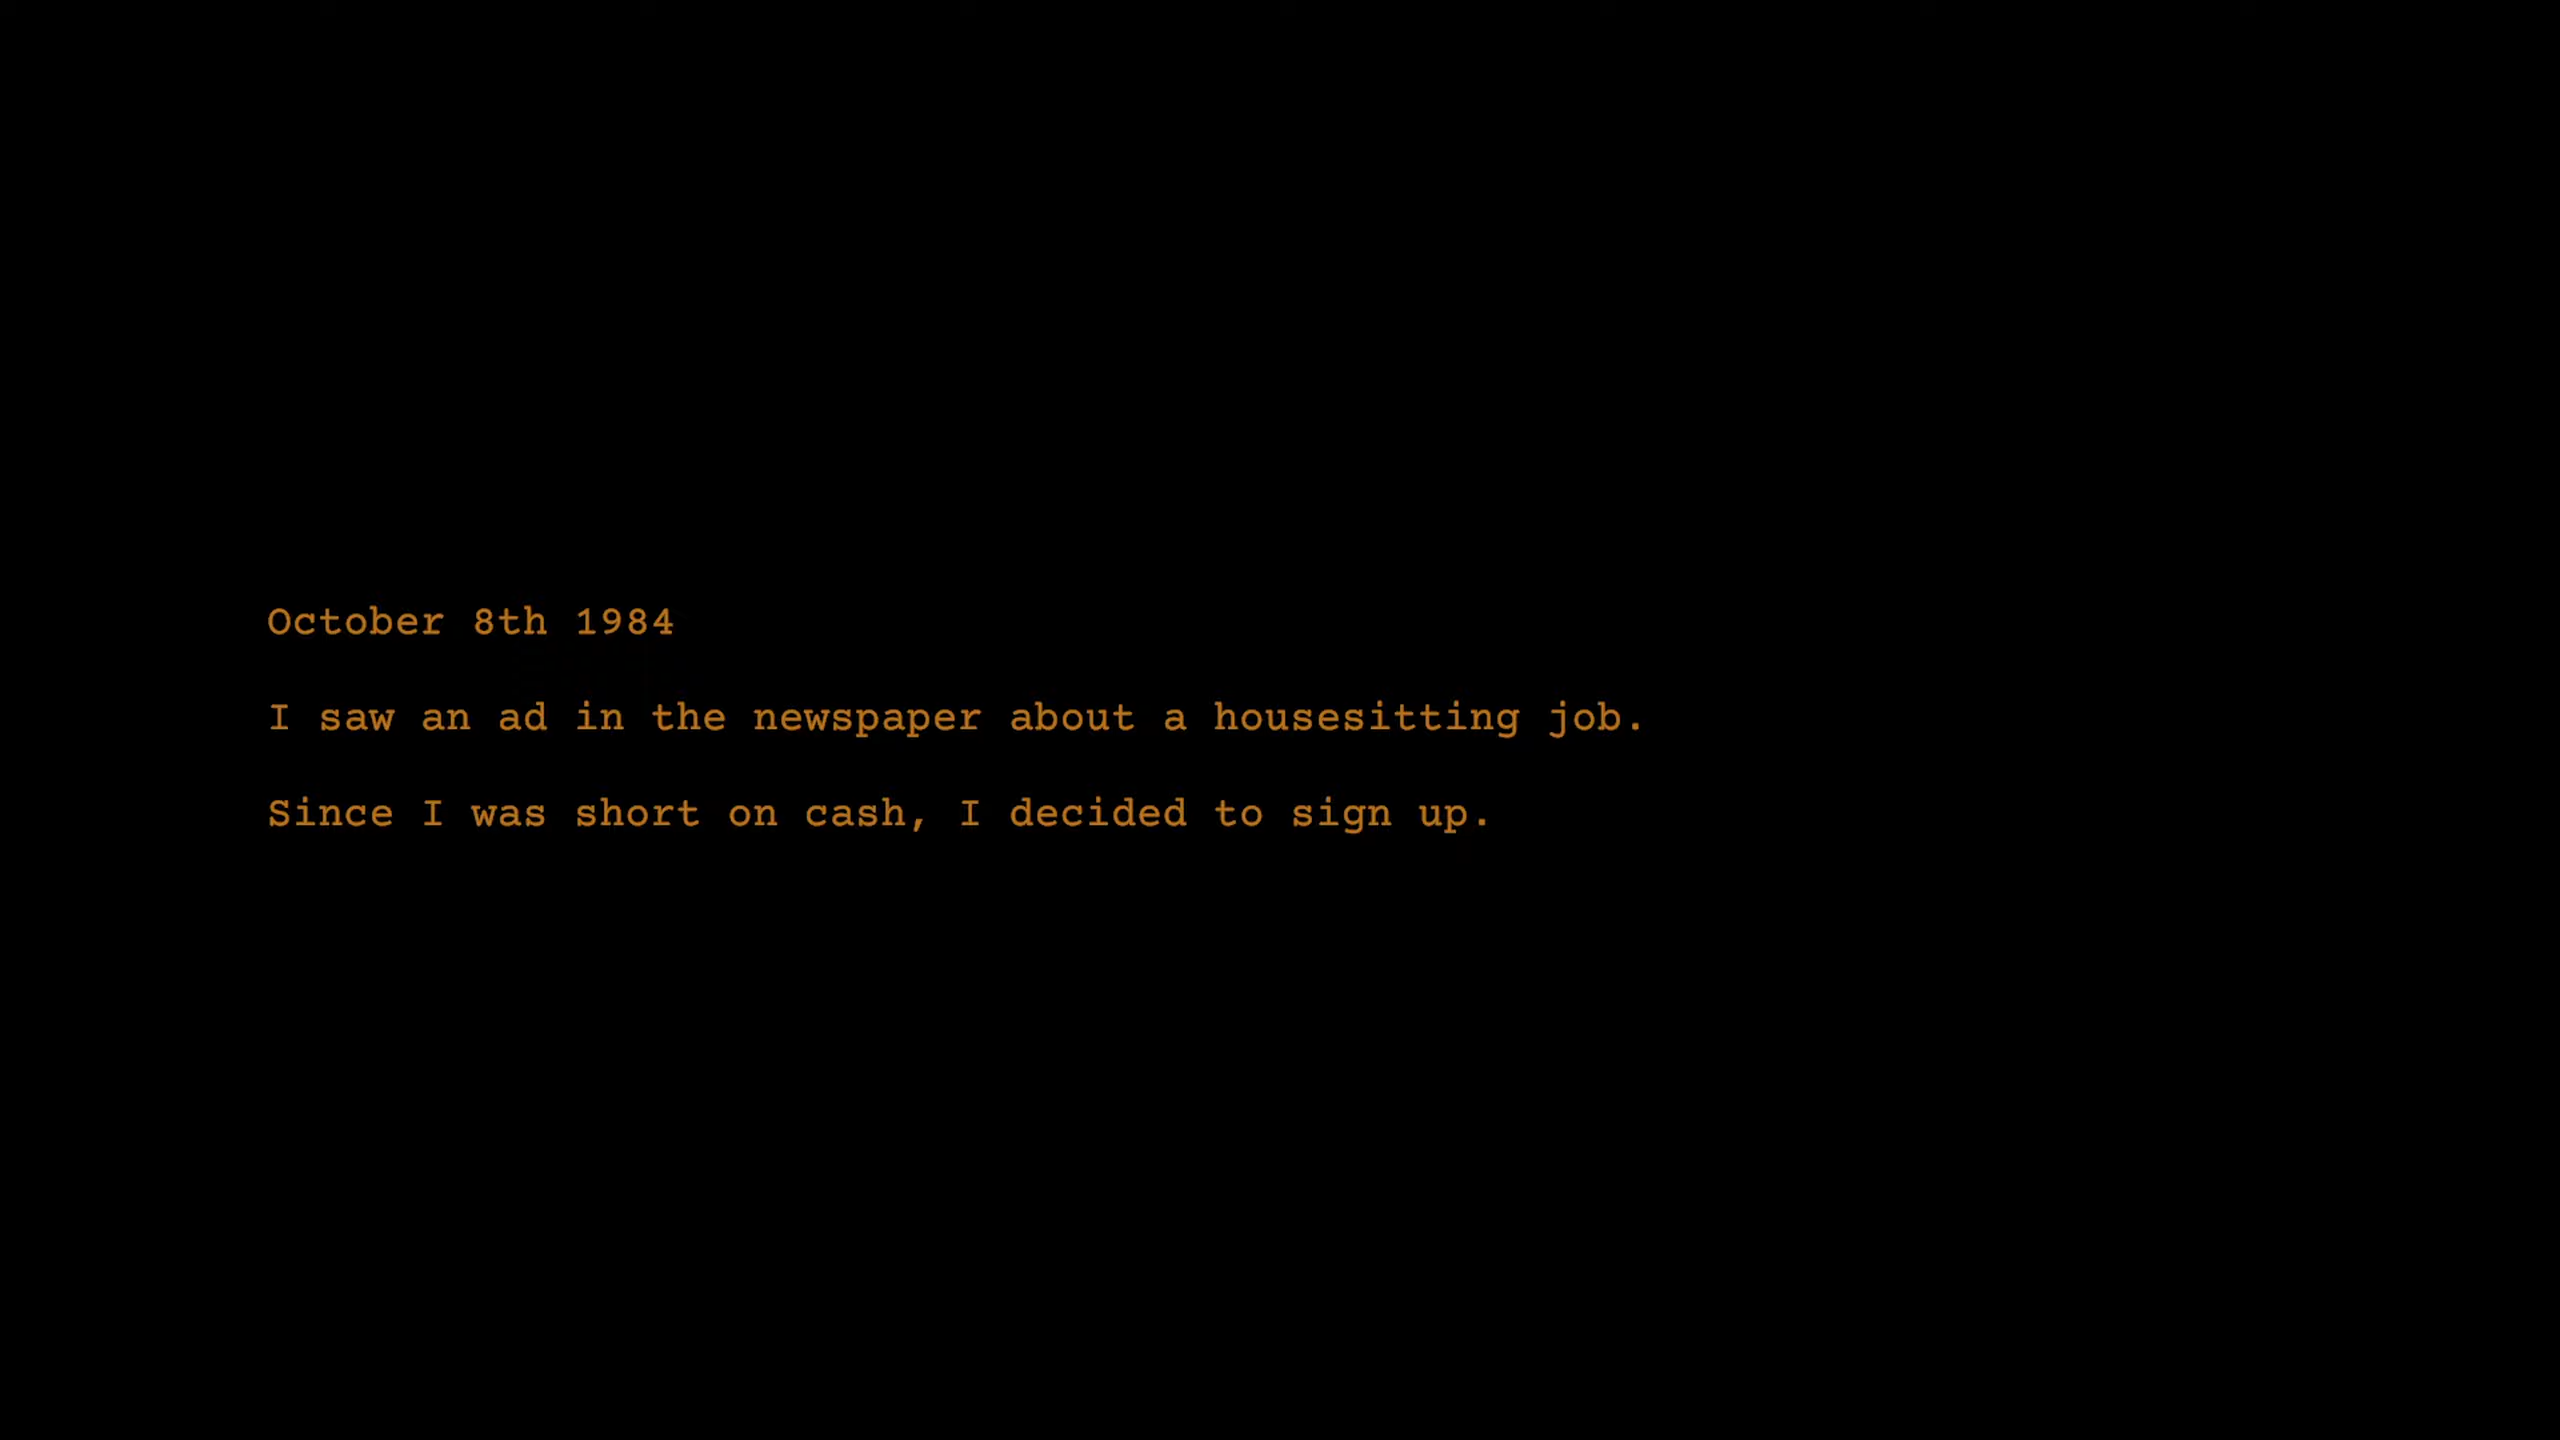 October 8th 1984
I saw an ad in the newspaper about a housesitting job.
Since I was short on cash, I decided to sign up.